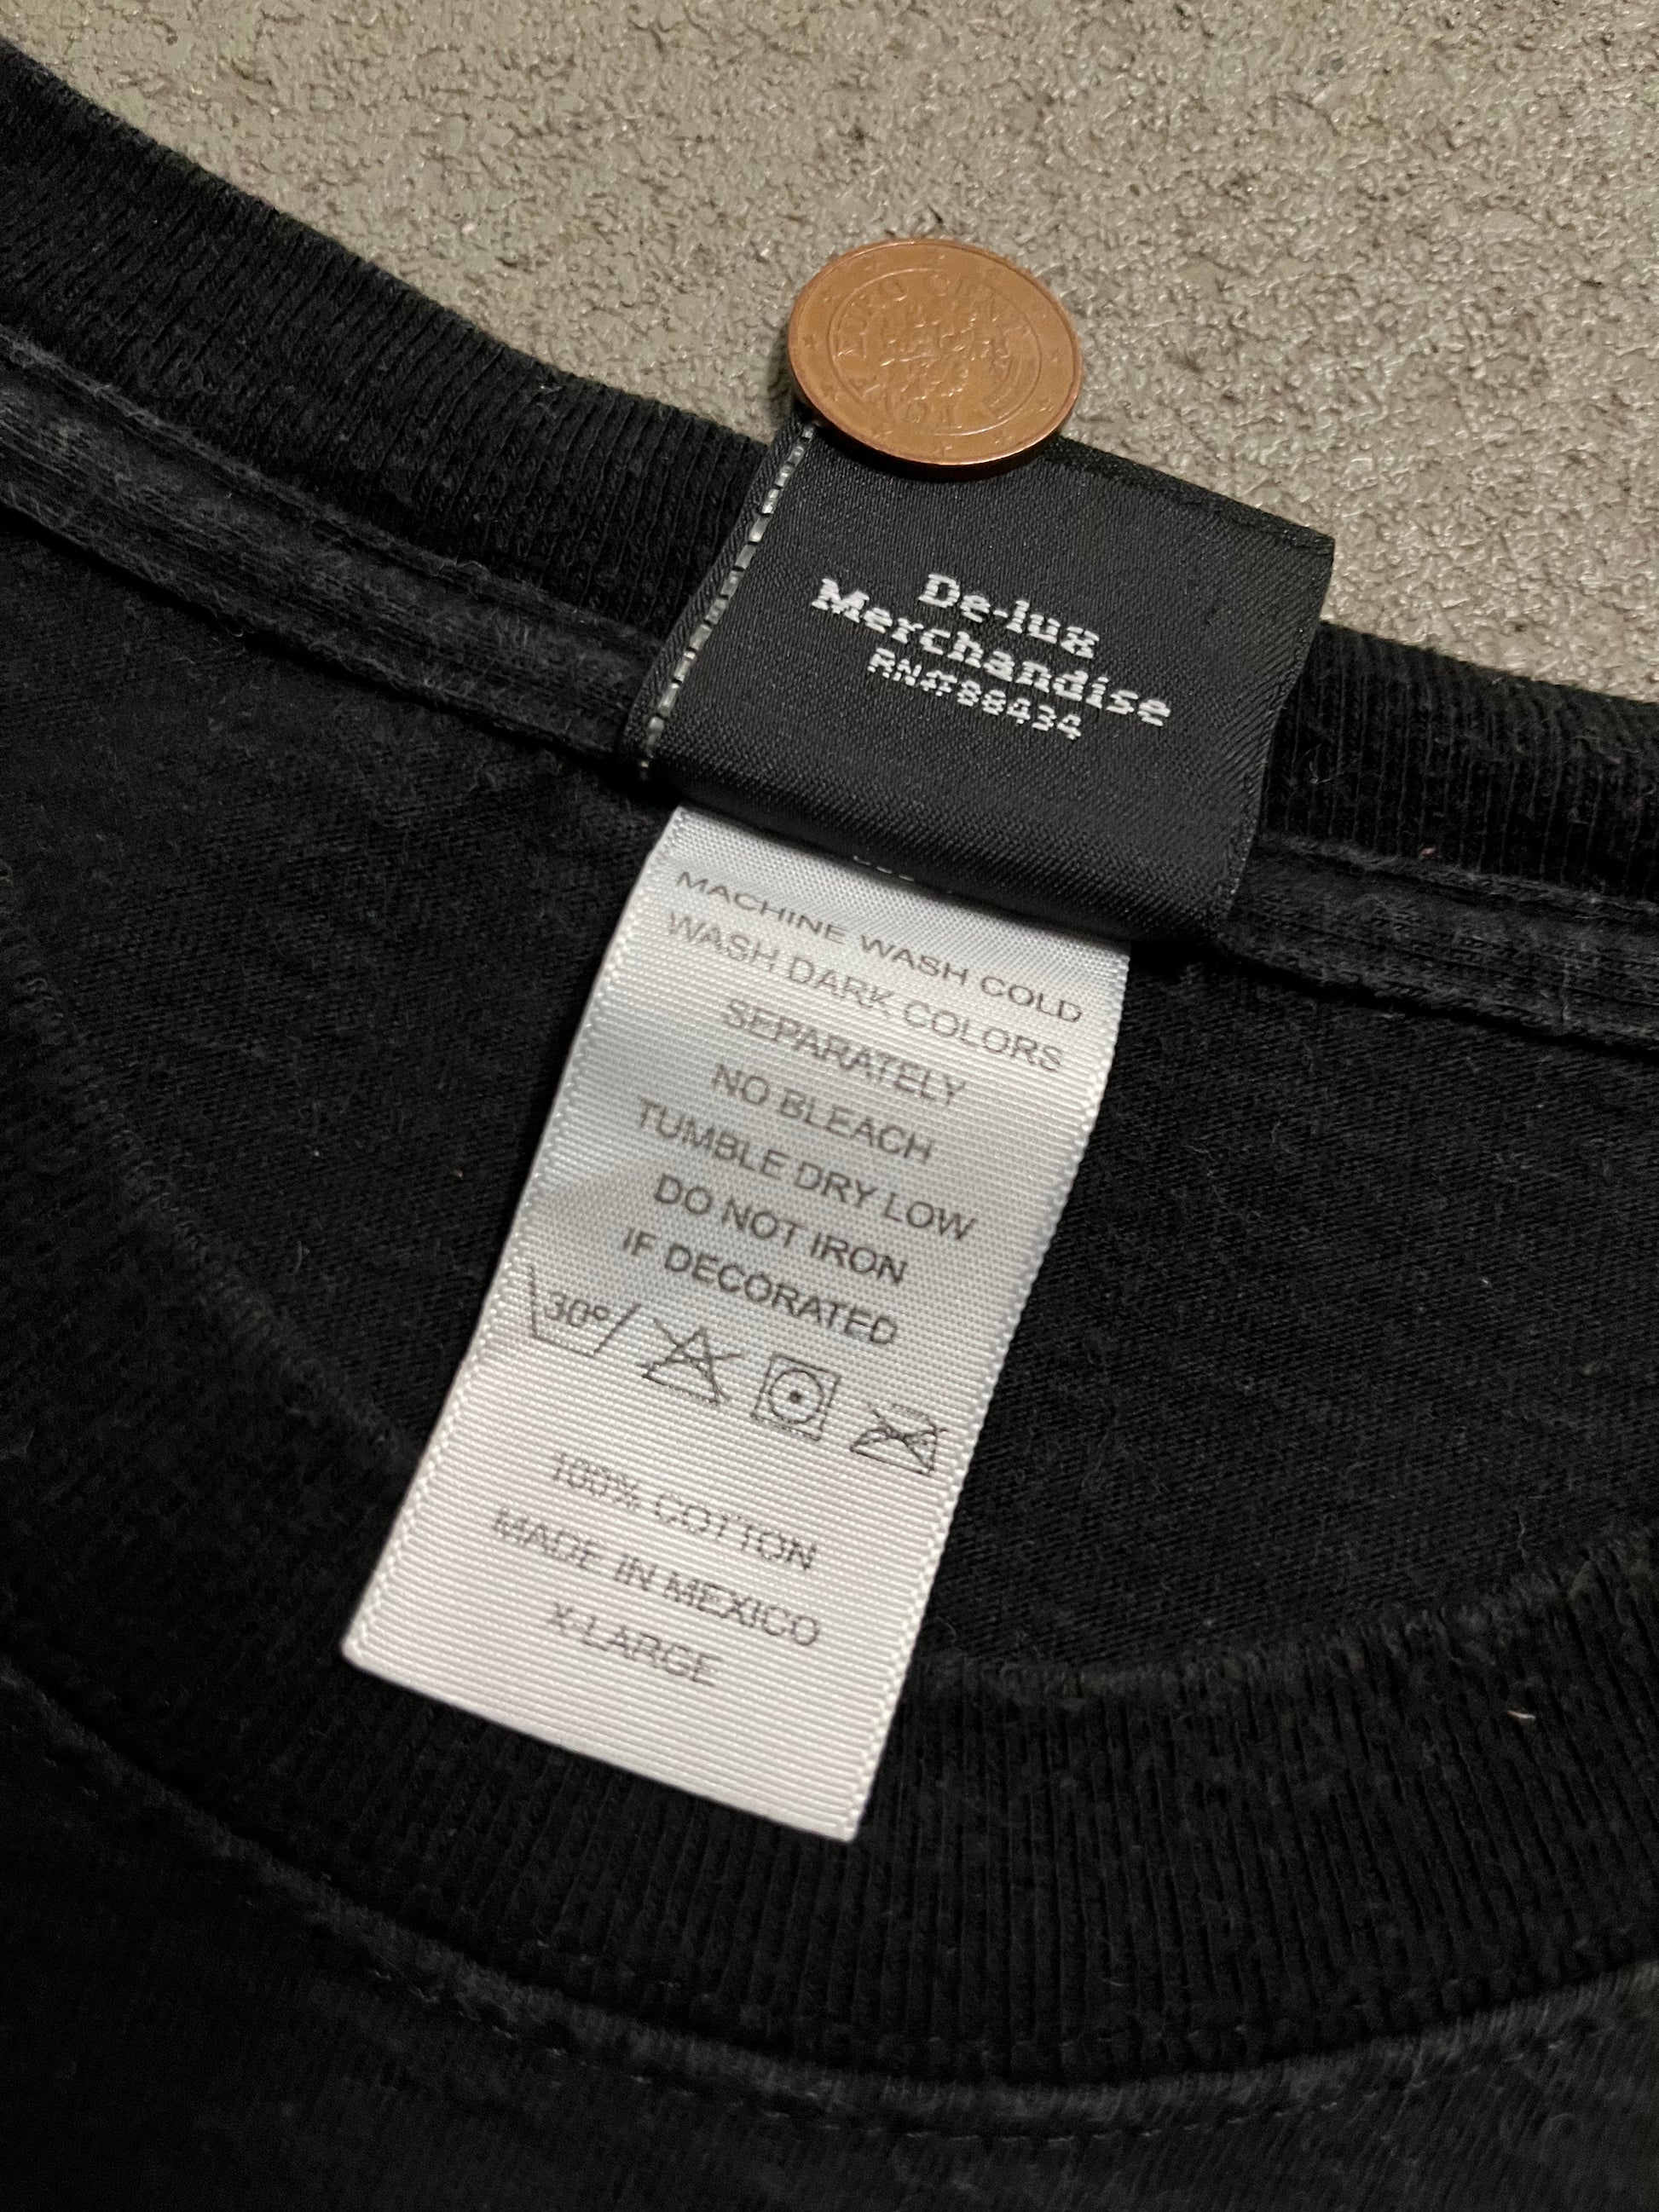 De-lug
Merchandise
RN#88434
MACHINE WASH COLD
WASH DARK COLORS
SEPARATELY
NO BLEACH
TUMBLE DRY LOW
DO NOT IRON
IF DECORATED
30°
100% COTTON
MADE IN MEXICO
X-LARGE